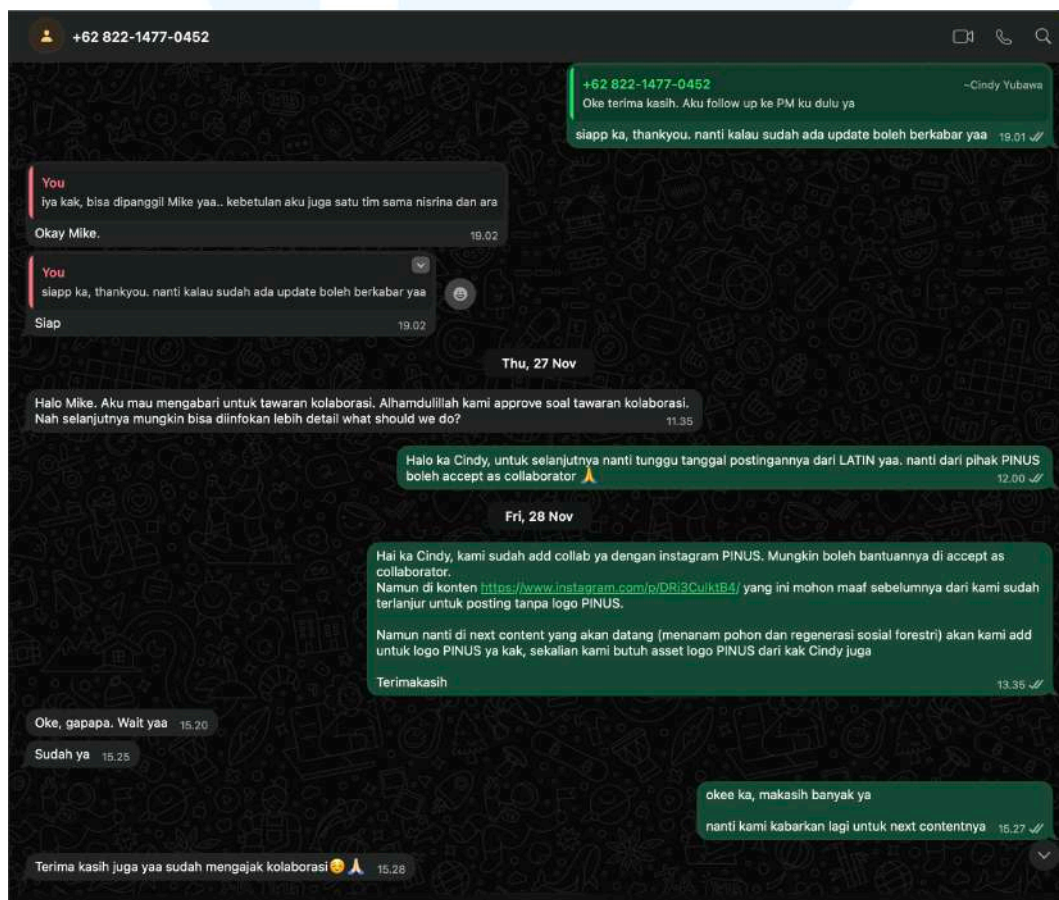 +62 822-1477-0452
+62 822-1477-0452 ~Cindy Yubawa
Oke terima kasih. Aku follow up ke PM ku dulu ya
siapp ka, thankyou. nanti kalau sudah ada update boleh berkabar yaa 19.01
You
iya kak, bisa dipanggil Mike yaa.. kebetulan aku juga satu tim sama nisrina dan ara
Okay Mike. 19.02
You
siapp ka, thankyou. nanti kalau sudah ada update boleh berkabar yaa
Siap 19.02
Thu, 27 Nov
Halo Mike. Aku mau mengabari untuk tawaran kolaborasi. Alhamdulillah kami approve soal tawaran kolaborasi.
Nah selanjutnya mungkin bisa diinfokan lebih detail what should we do? 11.35
Halo ka Cindy, untuk selanjutnya nanti tunggu tanggal postingannya dari LATIN yaa. nanti dari pihak PINUS
boleh accept as collaborator 🙏 12.00
Fri, 28 Nov
Hai ka Cindy, kami sudah add collab ya dengan instagram PINUS. Mungkin boleh bantuannya di accept as
collaborator.
Namun di konten https://www.instagram.com/p/DRi3CulktB4/ yang ini mohon maaf sebelumnya dari kami sudah
terlanjur untuk posting tanpa logo PINUS.
Namun nanti di next content yang akan datang (menanam pohon dan regenerasi sosial forestri) akan kami add
untuk logo PINUS ya kak, sekalian kami butuh asset logo PINUS dari kak Cindy juga
Terimakasih 13.35
Oke, gapapa. Wait yaa 15.20
Sudah ya 15.25
okee ka, makasih banyak ya
nanti kami kabarkan lagi untuk next contentnya 15.27
Terima kasih juga yaa sudah mengajak kolaborasi☺️🙏 15.28